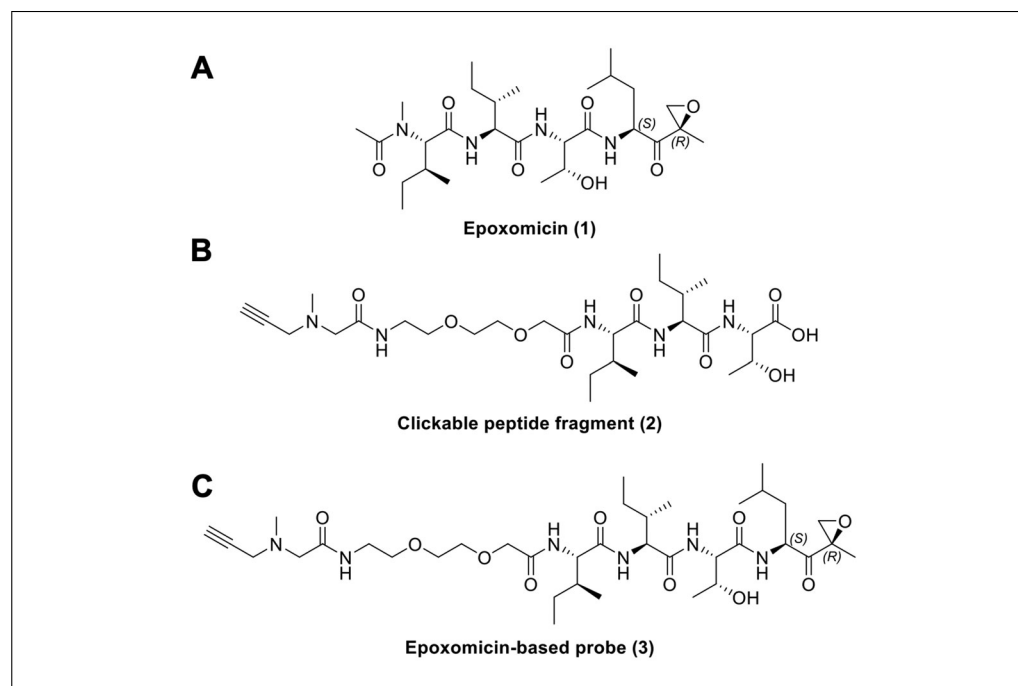 A
N
O
O
N
H
H
N
O
O
OH
O
N
H
(S)
O
(R)
O
Epoxomicin (1)
B
N
O
N
H
O
O
O
H
N
O
N
H
O
H
N
O
OH
OH
Clickable peptide fragment (2)
C
N
O
N
H
O
O
O
H
N
O
N
H
O
H
N
O
OH
N
H
(S)
O
(R)
O
Epoxomicin-based probe (3)